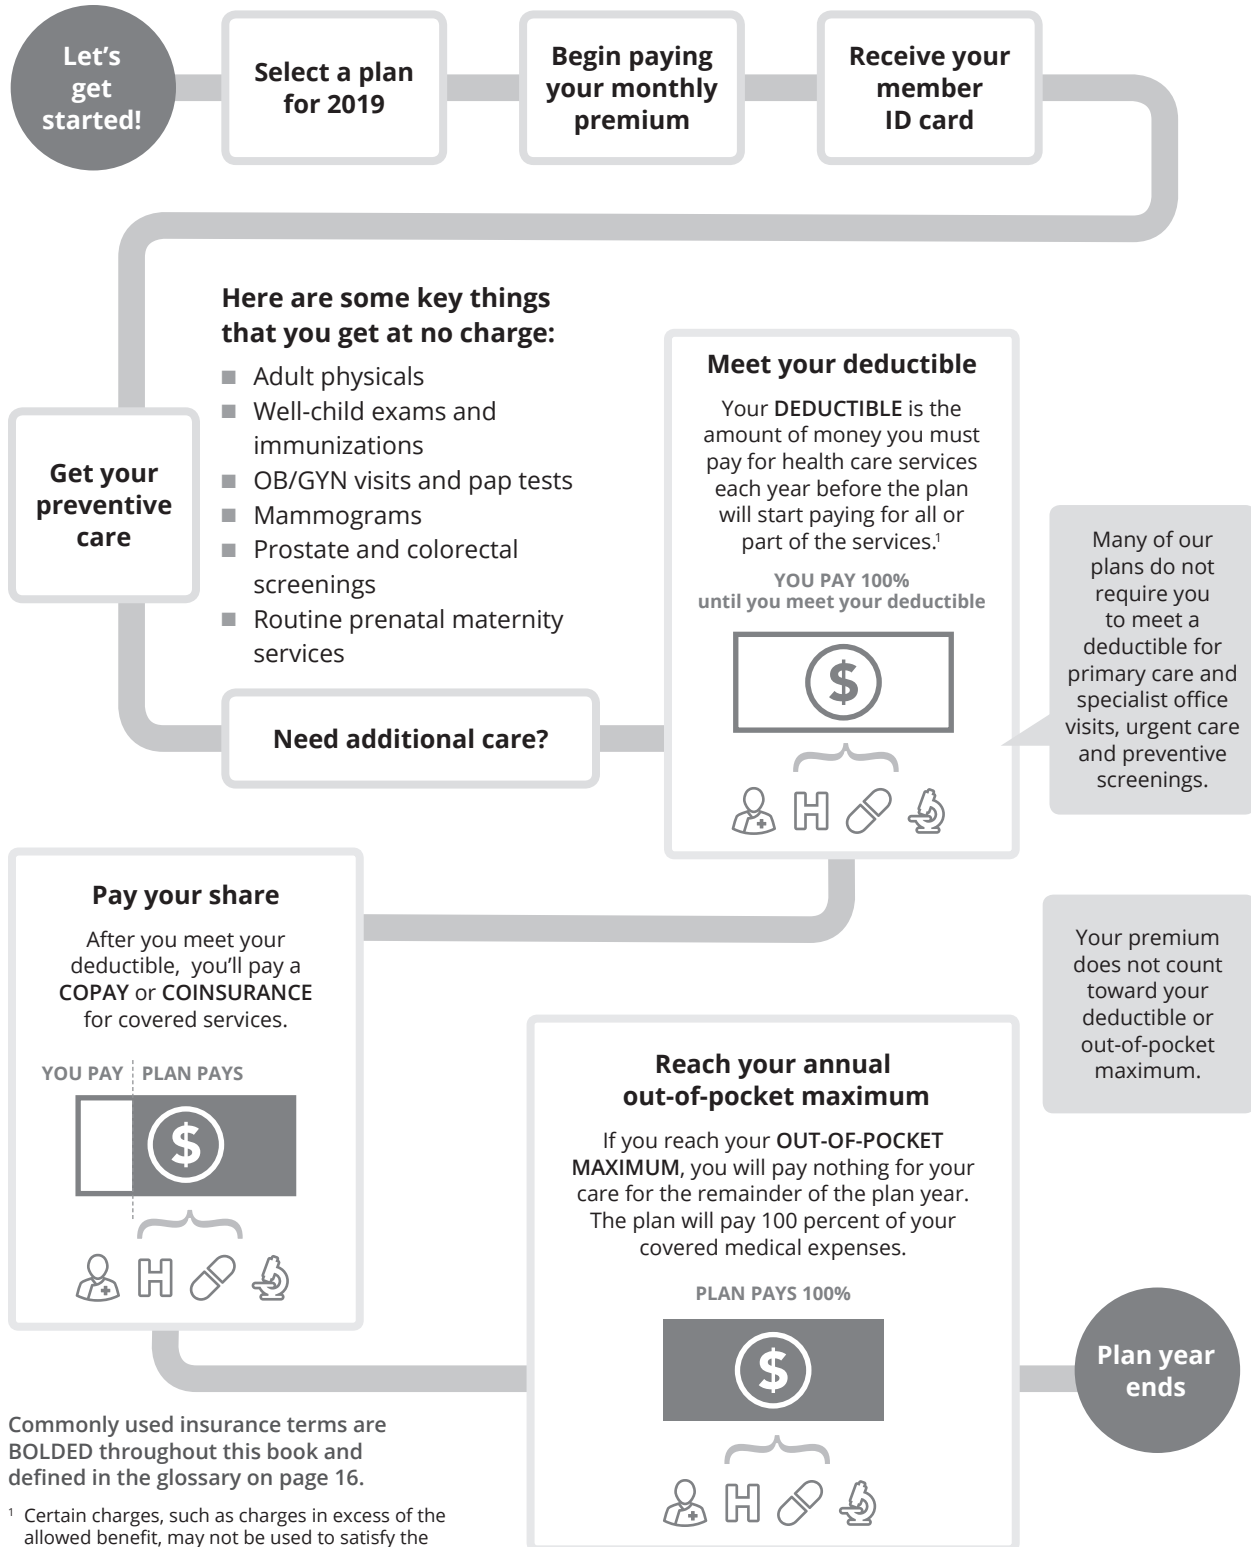 Let's
get
started!
Select a plan
for 2019
Begin paying
your monthly
premium
Receive your
member
ID card
Get your
preventive
care
Here are some key things
that you get at no charge:
■ Adult physicals
■ Well-child exams and
immunizations
■ OB/GYN visits and pap tests
■ Mammograms
■ Prostate and colorectal
screenings
■ Routine prenatal maternity
services
Need additional care?
Meet your deductible
Your DEDUCTIBLE is the
amount of money you must
pay for health care services
each year before the plan
will start paying for all or
part of the services.¹
YOU PAY 100%
until you meet your deductible
$
H
Many of our
plans do not
require you
to meet a
deductible for
primary care and
specialist office
visits, urgent care
and preventive
screenings.
Pay your share
After you meet your
deductible, you'll pay a
COPAY or COINSURANCE
for covered services.
YOU PAY PLAN PAYS
$
H
Your premium
does not count
toward your
deductible or
out-of-pocket
maximum.
Reach your annual
out-of-pocket maximum
If you reach your OUT-OF-POCKET
MAXIMUM, you will pay nothing for your
care for the remainder of the plan year.
The plan will pay 100 percent of your
covered medical expenses.
PLAN PAYS 100%
$
H
Plan year
ends
Commonly used insurance terms are
BOLDED throughout this book and
defined in the glossary on page 16.
¹ Certain charges, such as charges in excess of the
allowed benefit, may not be used to satisfy the